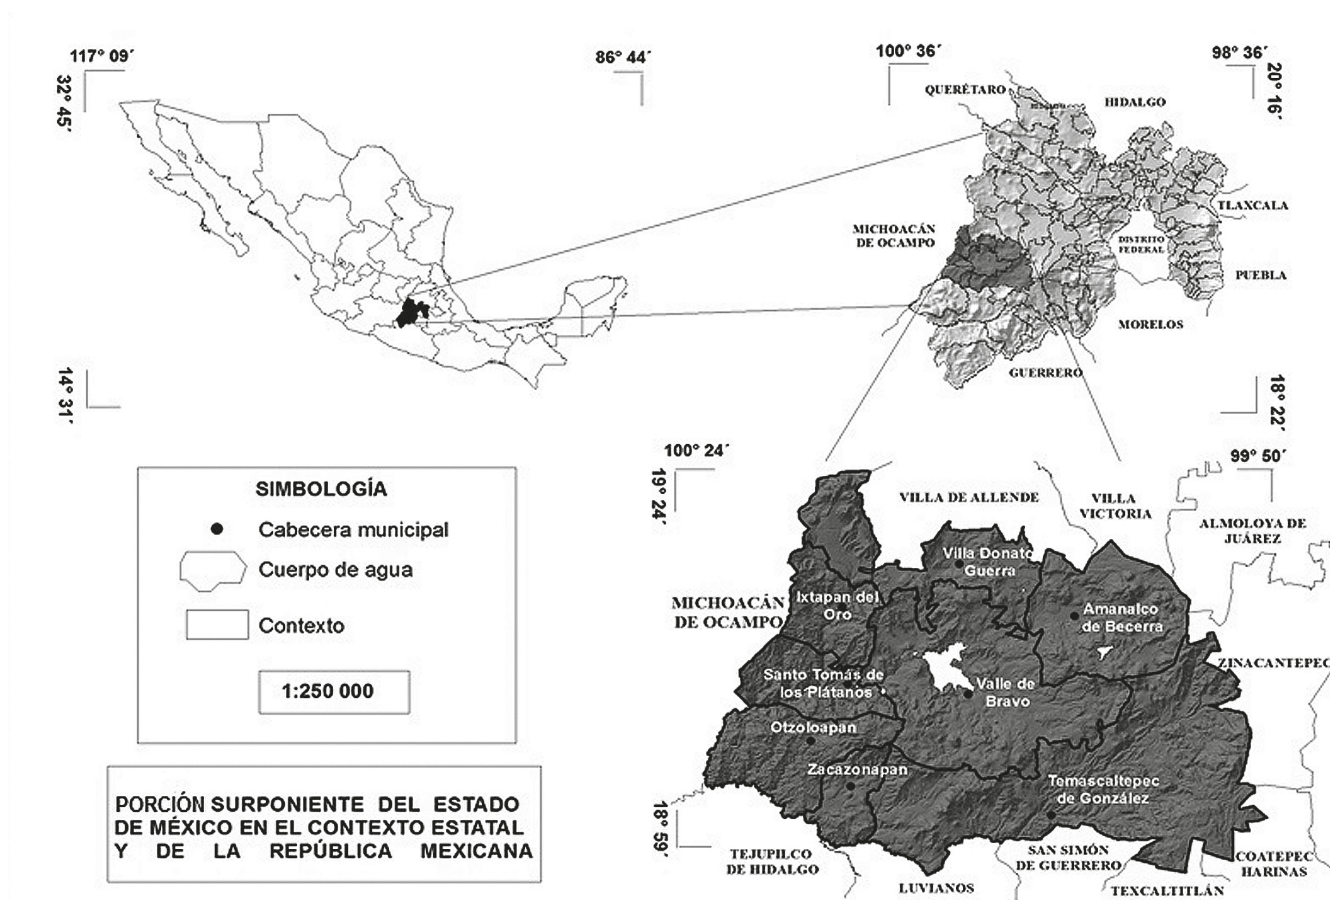 117° 09´
86° 44´
32° 45´
14° 31´
100° 36´
98° 36´
20° 16´
18° 22´
QUERÉTARO
HIDALGO
TLAXCALA
MICHOACÁN
DE OCAMPO
DISTRITO
FEDERAL
PUEBLA
MORELOS
GUERRERO
SIMBOLOGÍA
Cabecera municipal
Cuerpo de agua
Contexto
1:250 000
PORCIÓN SURPONIENTE DEL ESTADO
DE MÉXICO EN EL CONTEXTO ESTATAL
Y DE LA REPÚBLICA MEXICANA
100° 24´
99° 50´
19° 24´
18° 59´
VILLA DE ALLENDE
VILLA
VICTORIA
ALMOLOYA DE
JUÁREZ
MICHOACÁN
DE OCAMPO
Villa Donato
Guerra
Ixtapan del
Oro
Amanalco
de Becerra
ZINACANTEPEC
Santo Tomás de
los Plátanos
Valle de
Bravo
Otzoloapan
Zacazonapan
Temascaltepec
de González
TEJUPILCO
DE HIDALGO
LUVIANOS
SAN SIMÓN
DE GUERRERO
TEXCALTITLÁN
COATEPEC
HARINAS